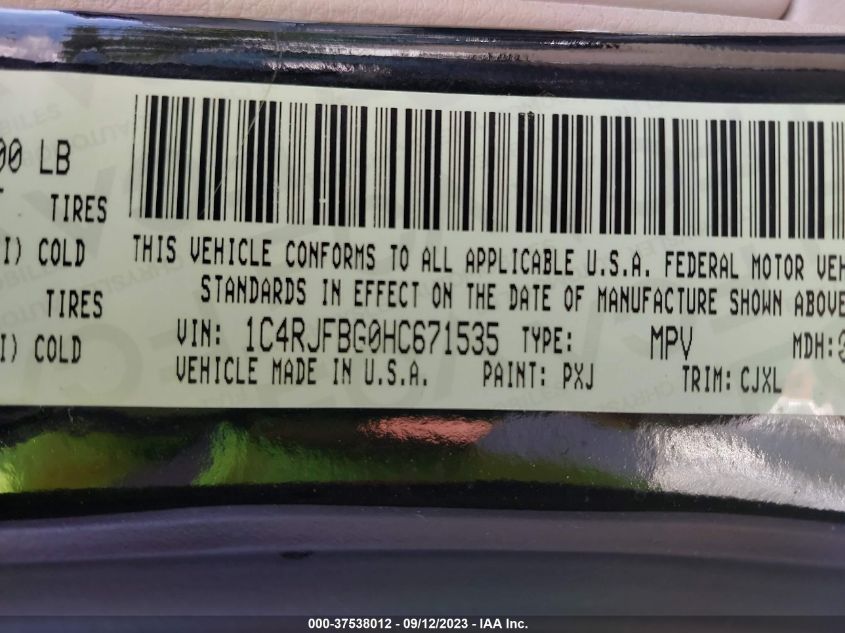 00 LB
TIRES
I) COLD
TIRES
I) COLD
THIS VEHICLE CONFORMS TO ALL APPLICABLE U.S.A. FEDERAL MOTOR VEH
STANDARDS IN EFFECT ON THE DATE OF MANUFACTURE SHOWN ABOVE
VIN: 1C4RJFBG0HC671535 TYPE: MPV MDH:
VEHICLE MADE IN U.S.A. PAINT: PXJ TRIM: CJXL
000-37538012 - 09/12/2023 - IAA Inc.